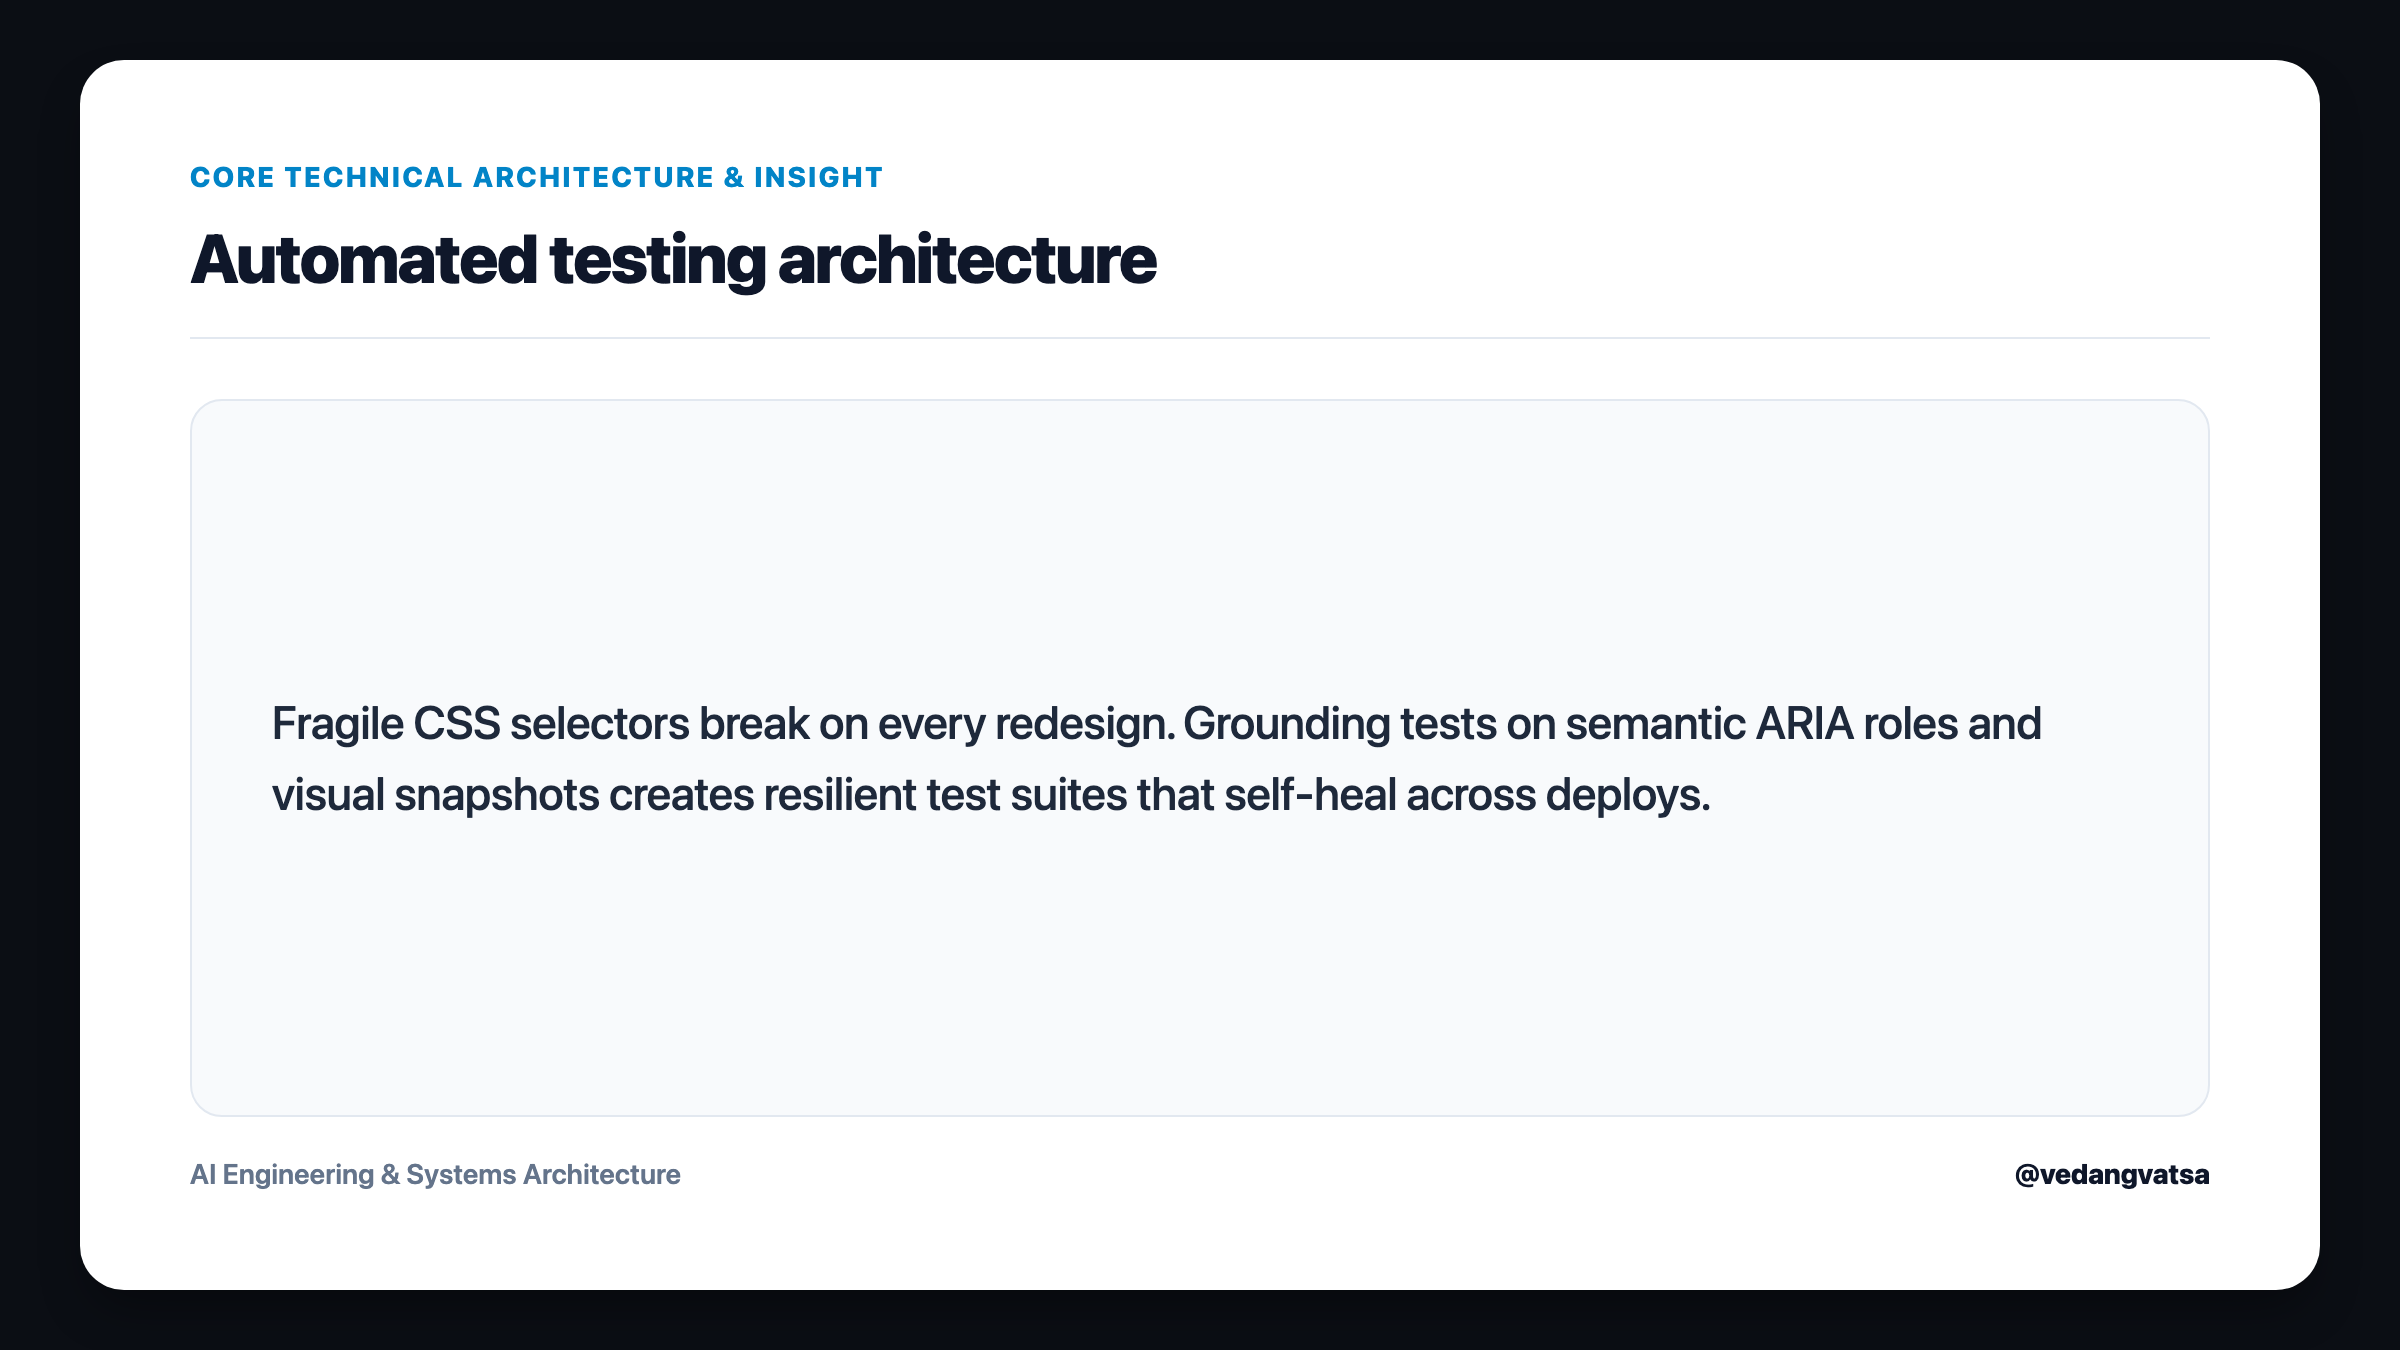 CORE TECHNICAL ARCHITECTURE & INSIGHT
Automated testing architecture
Fragile CSS selectors break on every redesign. Grounding tests on semantic ARIA roles and
visual snapshots creates resilient test suites that self-heal across deploys.
AI Engineering & Systems Architecture
@vedangvatsa